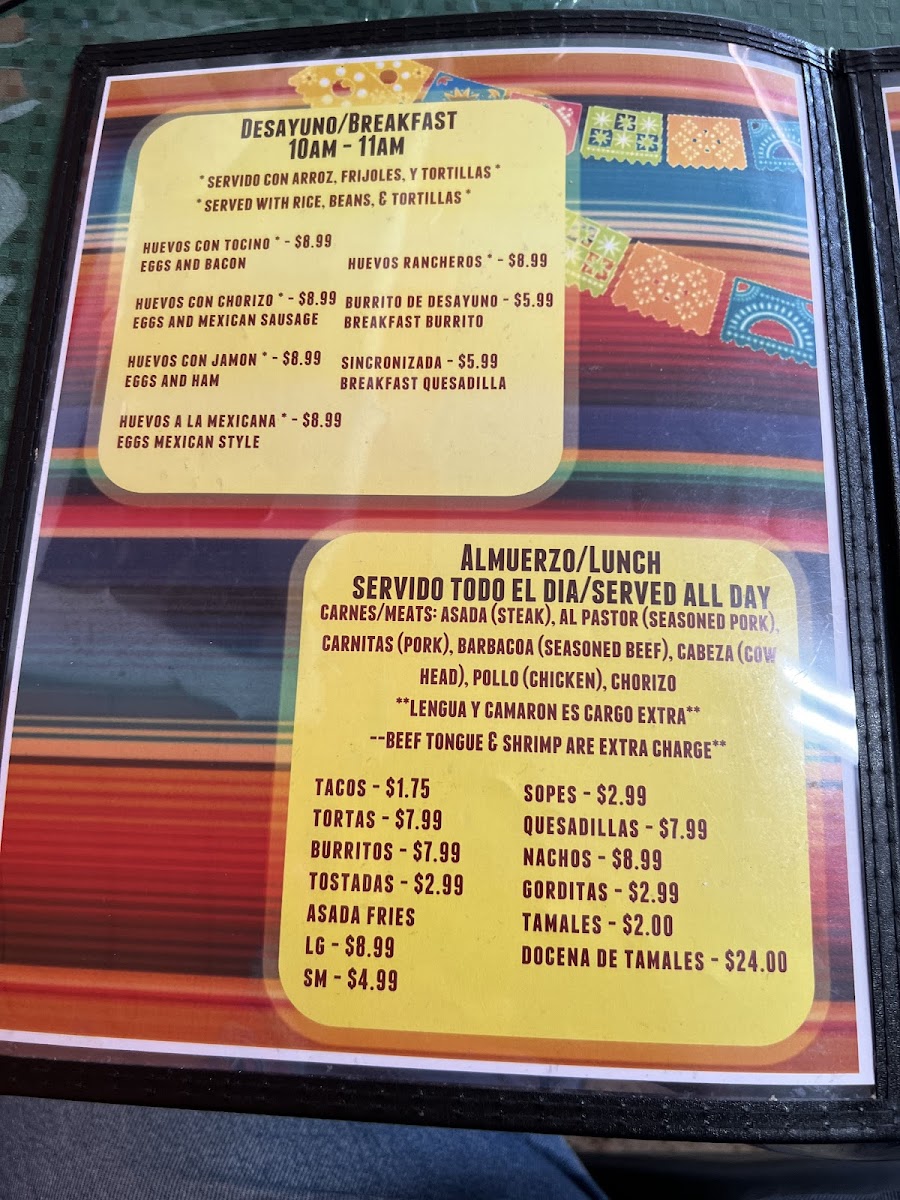 DESAYUNO/BREAKFAST
10AM - 11AM
*SERVIDO CON ARROZ, FRIJOLES, Y TORTILLAS*
*SERVED WITH RICE, BEANS, & TORTILLAS*
HUEVOS CON TOCINO * - $8.99
EGGS AND BACON
HUEVOS CON CHORIZO * - $8.99
EGGS AND MEXICAN SAUSAGE
HUEVOS CON JAMON * - $8.99
EGGS AND HAM
HUEVOS A LA MEXICANA * - $8.99
EGGS MEXICAN STYLE
HUEVOS RANCHEROS * - $8.99
BURRITO DE DESAYUNO - $5.99
BREAKFAST BURRITO
SINCRONIZADA - $5.99
BREAKFAST QUESADILLA
ALMUERZO/LUNCH
SERVIDO TODO EL DIA/SERVED ALL DAY
CARNES/MEATS: ASADA (STEAK), AL PASTOR (SEASONED PORK),
CARNITAS (PORK), BARBACOA (SEASONED BEEF), CABEZA (COW
HEAD), POLLO (CHICKEN), CHORIZO
**LENGUA Y CAMARON ES CARGO EXTRA**
--BEEF TONGUE & SHRIMP ARE EXTRA CHARGE**
TACOS - $1.75
TORTAS - $7.99
BURRITOS - $7.99
TOSTADAS - $2.99
ASADA FRIES
LG - $8.99
SM - $4.99
SOPES - $2.99
QUESADILLAS - $7.99
NACHOS - $8.99
GORDITAS - $2.99
TAMALES - $2.00
DOCENA DE TAMALES - $24.00